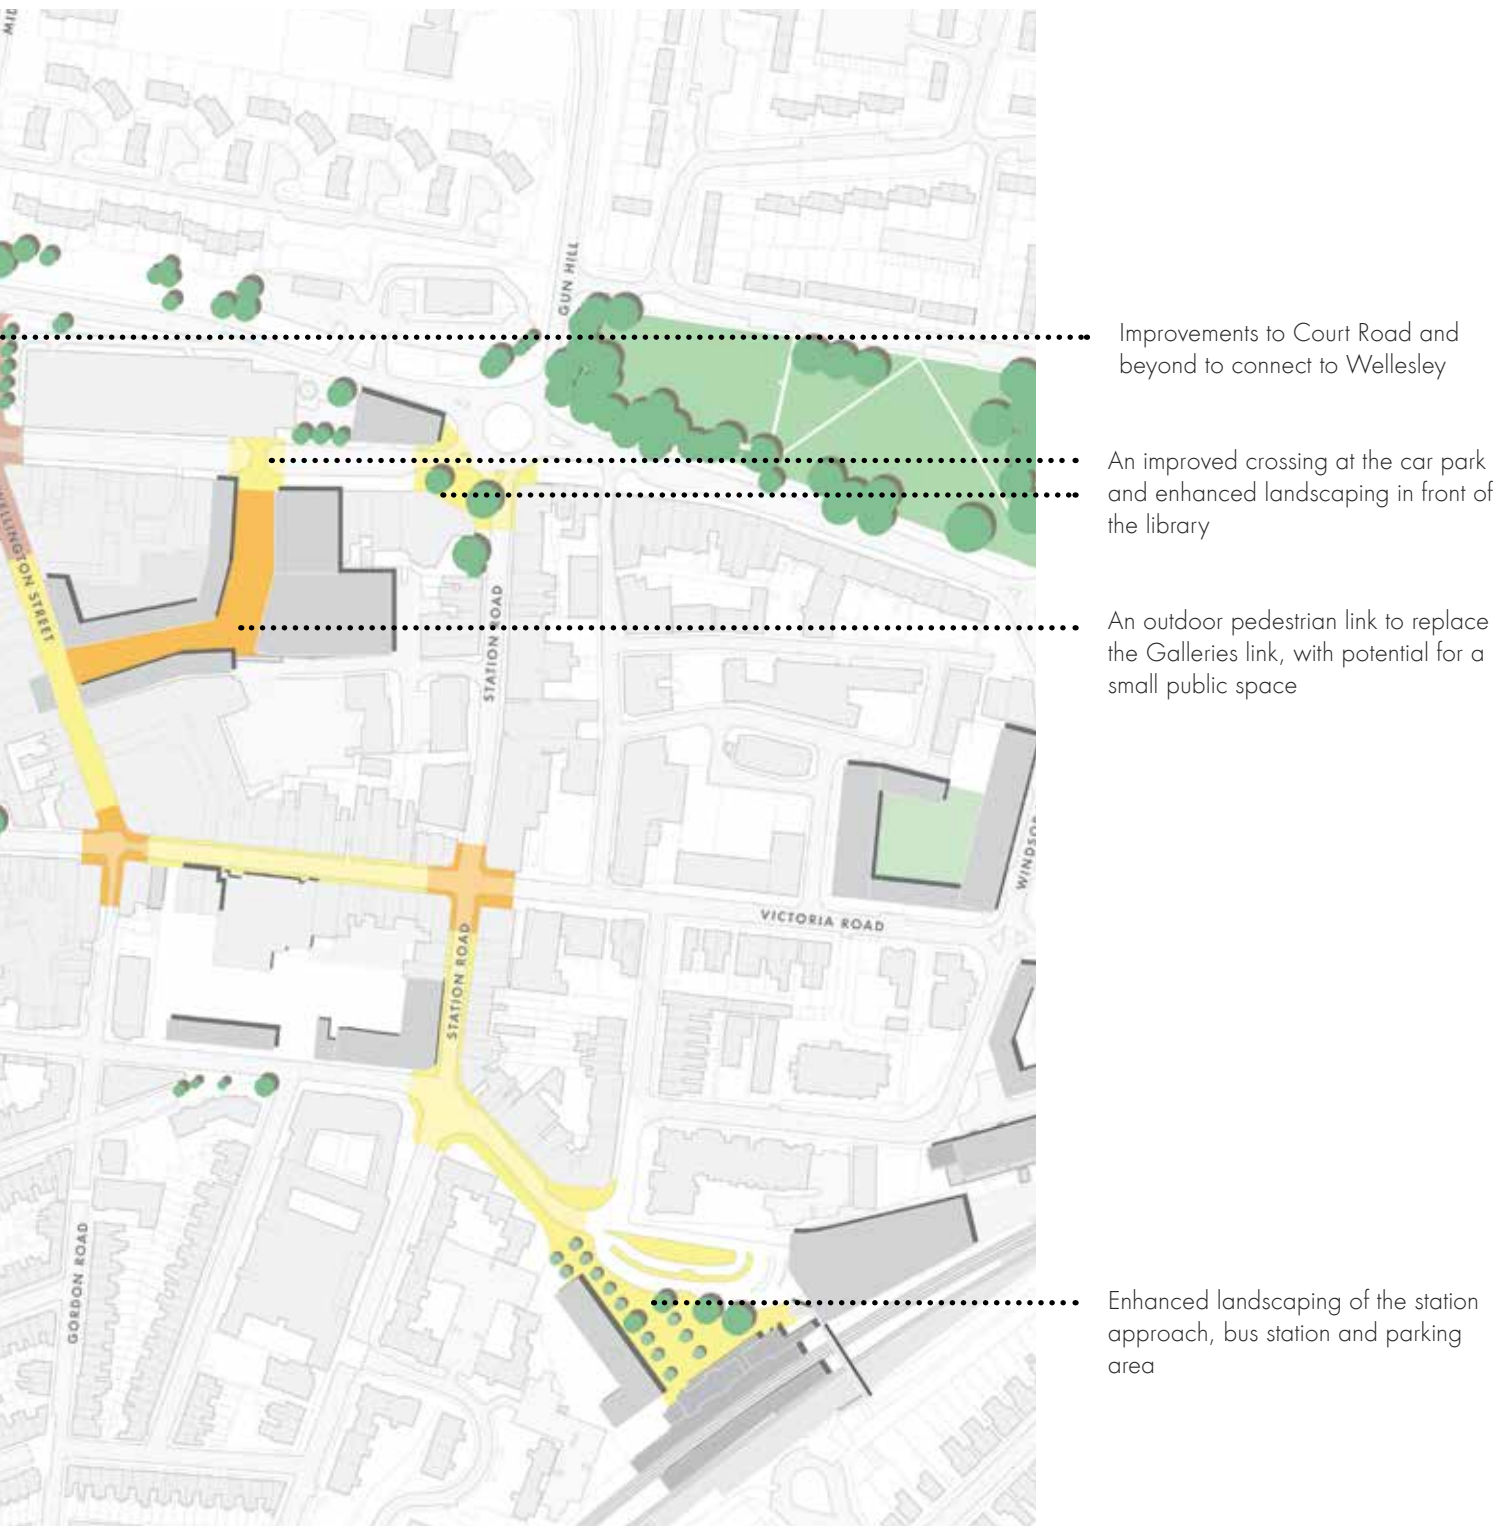 GUN HILL
Improvements to Court Road and
beyond to connect to Wellesley
An improved crossing at the car park
and enhanced landscaping in front of
the library
STREET
STATION ROAD
An outdoor pedestrian link to replace
the Galleries link, with potential for a
small public space
VICTORIA ROAD
STATION ROAD
GORDON ROAD
Enhanced landscaping of the station
approach, bus station and parking
area